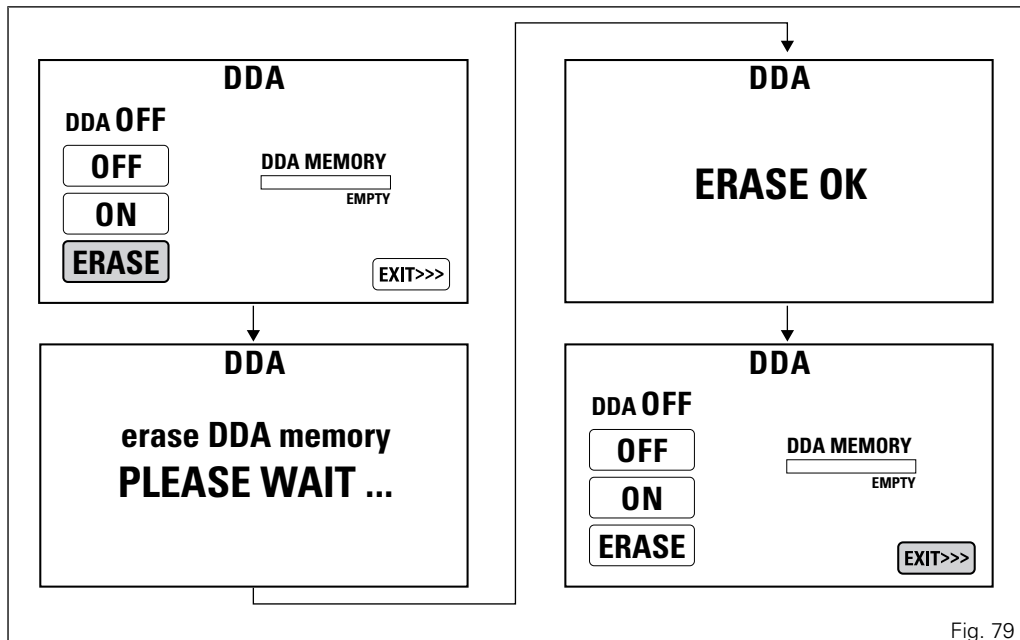 DDA
DDA OFF
OFF
DDA MEMORY
EMPTY
ON
ERASE
EXIT>>>
DDA
erase DDA memory
PLEASE WAIT ...
DDA
ERASE OK
DDA
DDA OFF
OFF
DDA MEMORY
EMPTY
ON
ERASE
EXIT>>>
Fig. 79